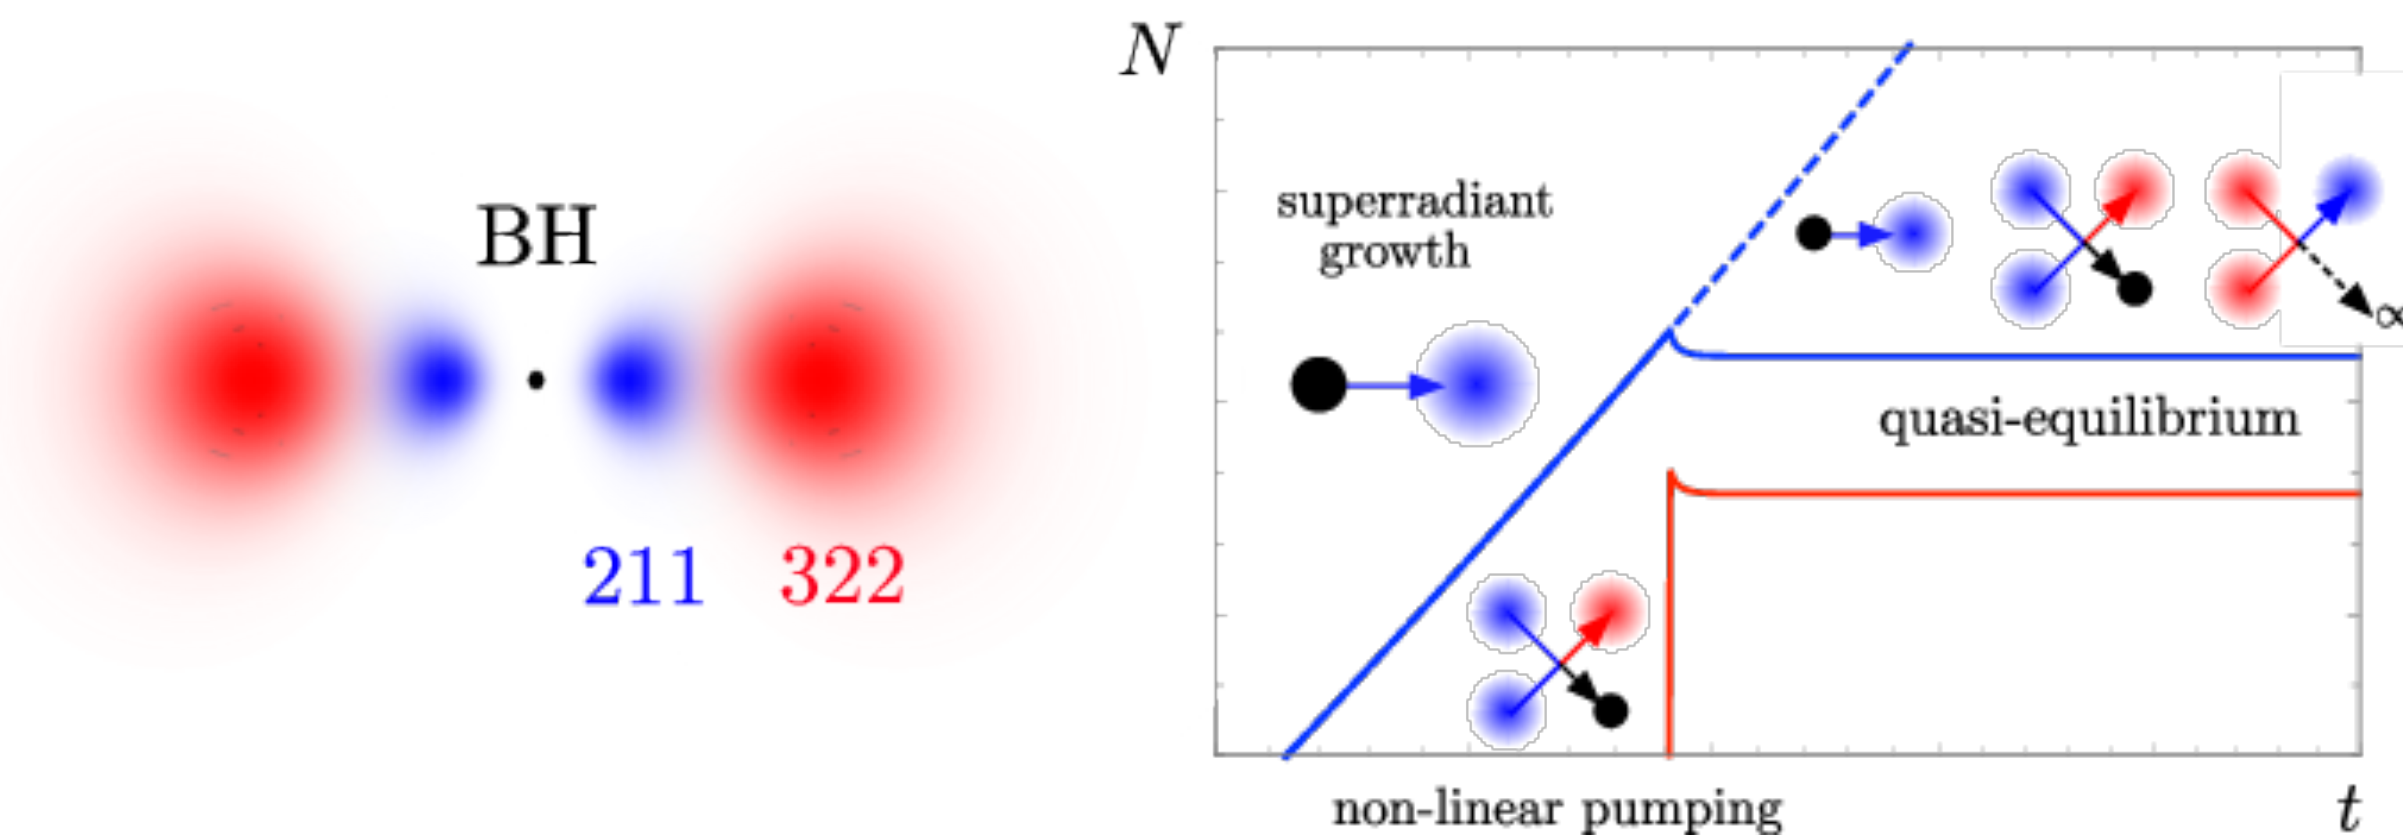 BH
211
322
N
superradiant
growth
quasi-equilibrium
non-linear pumping
t